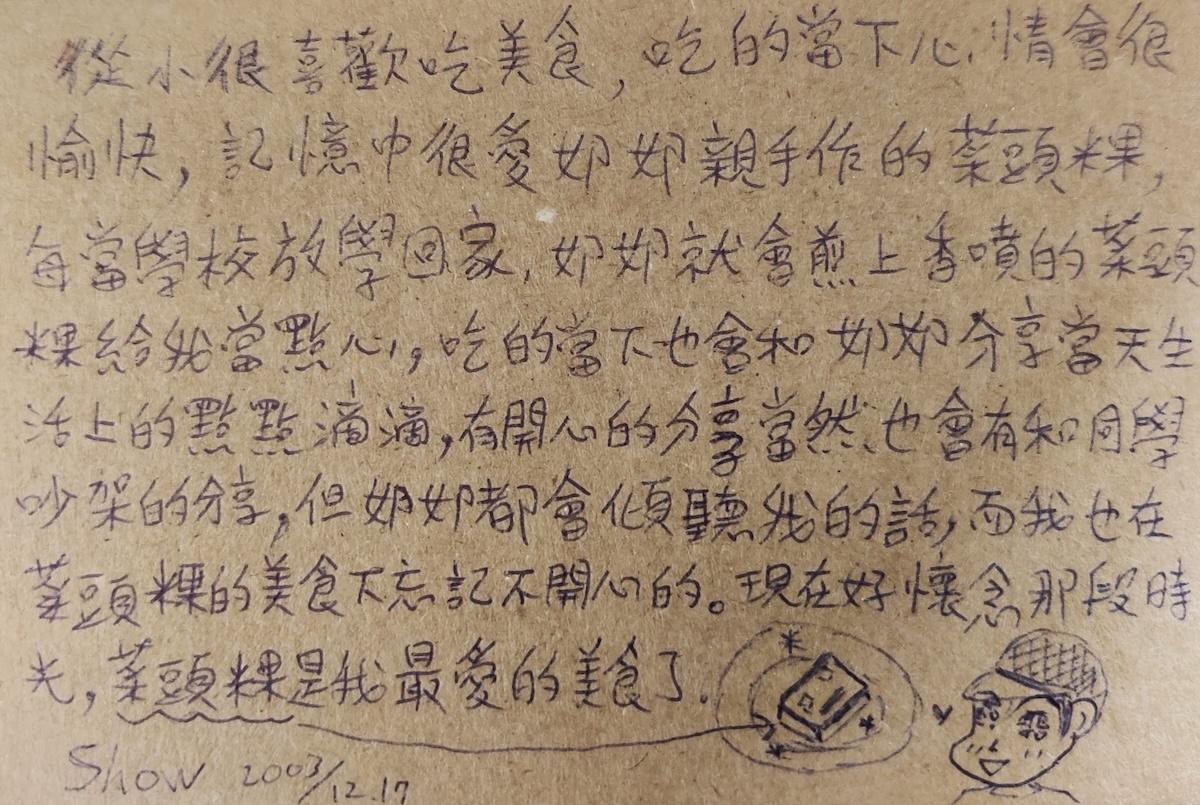 從小很喜歡吃美食，吃的當下心情會很
愉快，記憶中很愛奶奶親手作的菜頭粿，
每當學校放學回家，奶奶就會煎上香噴的菜頭
粿給我當點心，吃的當下也會和奶奶分享當天生
活上的點點滴滴，有開心的分享當然也會有和同學
吵架的分享，但奶奶都會傾聽我的話，而我也在
菜頭粿的美食下忘記不開心的。現在好懷念那段時
光，菜頭粿是我最愛的美食了.
Show 2003/12.17